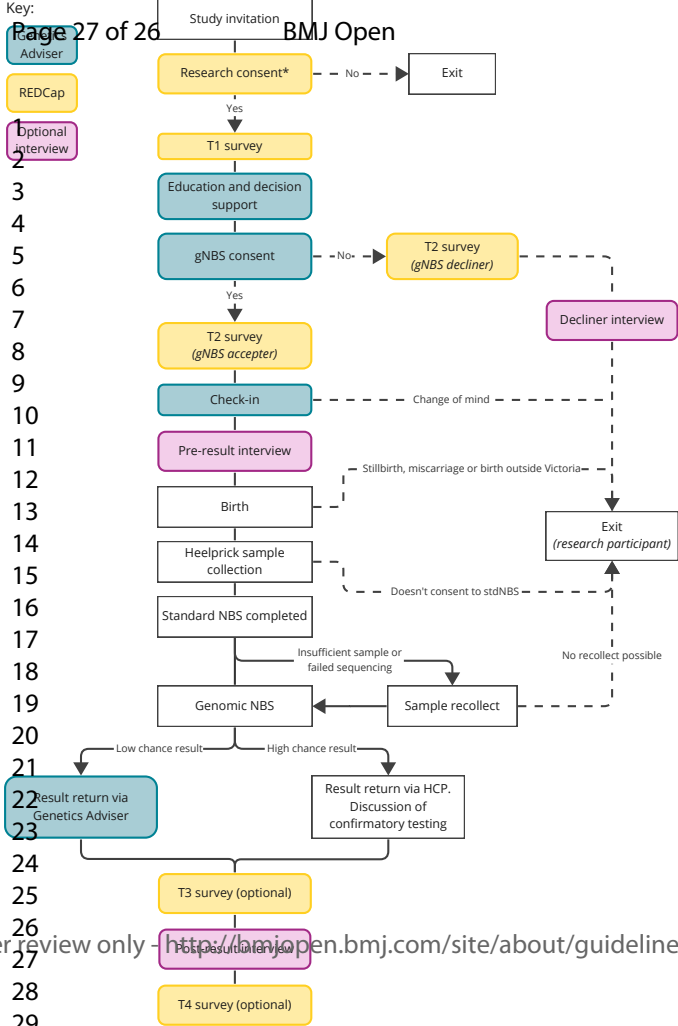 Key:
Page 27 of 26
BMJ Open
Genetics
Adviser
REDCap
Optional
interview
Study invitation
Research consent*
No
Exit
Yes
T1 survey
Education and decision
support
gNBS consent
No
T2 survey
(gNBS decliner)
Yes
Decliner interview
T2 survey
(gNBS accepter)
Check-in
Change of mind
Pre-result interview
Stillbirth, miscarriage or birth outside Victoria
Birth
Exit
(research participant)
Heelprick sample
collection
Doesn't consent to stdNBS
Standard NBS completed
Insufficient sample or
failed sequencing
No recollect possible
Genomic NBS
Sample recollect
Low chance result
High chance result
Result return via
Genetics Adviser
Result return via HCP.
Discussion of
confirmatory testing
T3 survey (optional)
er review only - http://bmjopen.bmj.com/site/about/guideline
Post-result interview
T4 survey (optional)
1
2
3
4
5
6
7
8
9
10
11
12
13
14
15
16
17
18
19
20
21
22
23
24
25
26
27
28
29